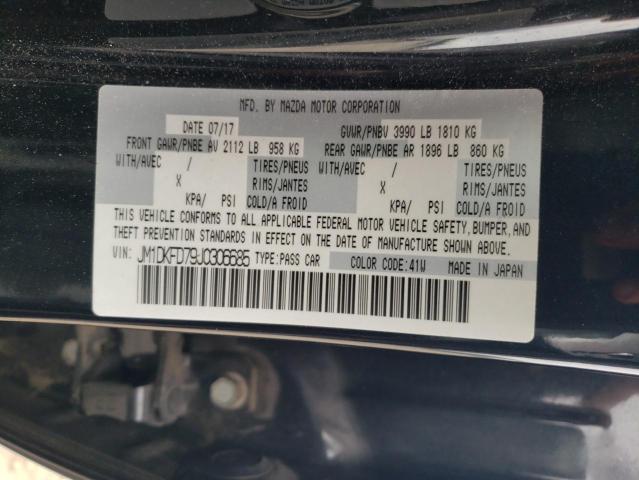 MFD. BY MAZDA MOTOR CORPORATION
DATE 07/17 GVWR/PNBV 3990 LB 1810 KG
FRONT GAWR/PNBE AV 2112 LB 958 KG REAR GAWR/PNBE AR 1896 LB 860 KG
WITH/AVEC / TIRES/PNEUS WITH/AVEC / TIRES/PNEUS
X RIMS/JANTES X RIMS/JANTES
KPA/ PSI COLD/A FROID KPA/ PSI COLD/A FROID
THIS VEHICLE CONFORMS TO ALL APPLICABLE FEDERAL MOTOR VEHICLE SAFETY, BUMPER, AND
THEFT PREVENTION STANDARDS IN EFFECT ON THE DATE OF MANUFACTURE SHOWN ABOVE.
VIN: JM1DKFD79J0306685 TYPE:PASS CAR COLOR CODE:41W MADE IN JAPAN